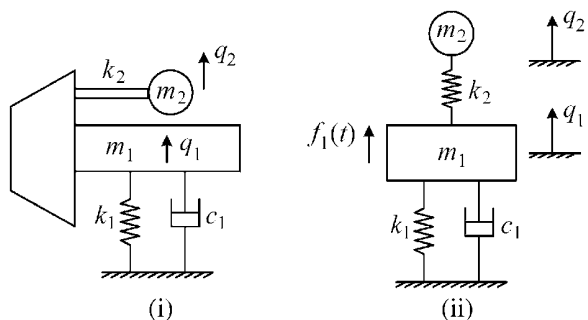 k₂
m₂
q₂
m₁
q₁
k₁
c₁
(i)
m₂
q₂
k₂
f₁(t)
m₁
q₁
k₁
c₁
(ii)